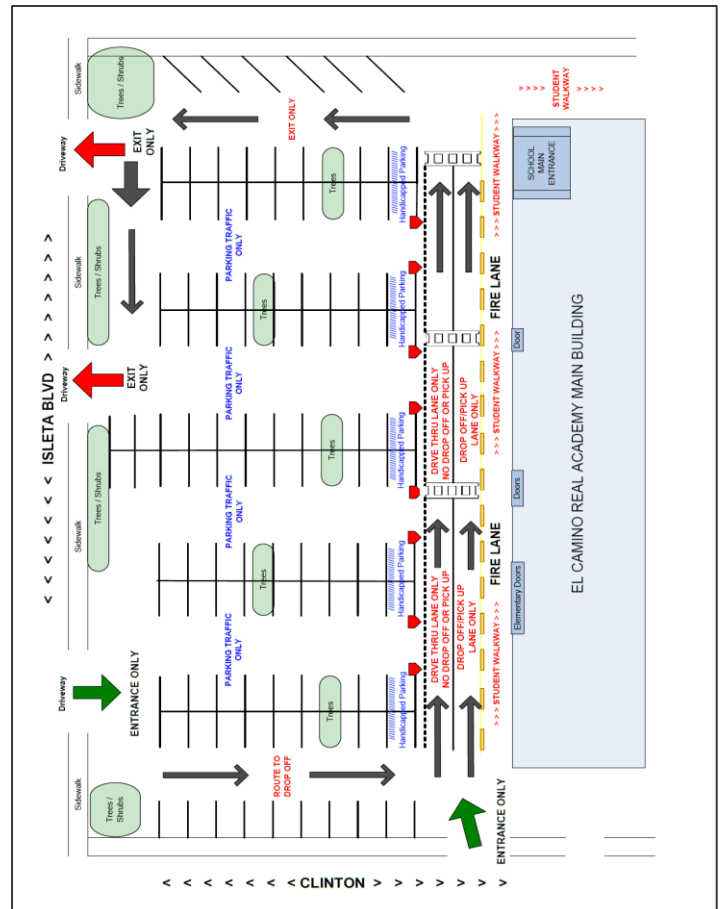 Sidewalk
Trees / Shrubs
Driveway
EXIT
ONLY
Sidewalk
Trees / Shrubs
Driveway
EXIT
ONLY
Sidewalk
Trees / Shrubs
Driveway
ENTRANCE ONLY
Sidewalk
Trees /
Shrubs
< < < < < < < < ISLETA BLVD > > > > > > > >
EXIT ONLY
PARKING TRAFFIC
ONLY
PARKING TRAFFIC
ONLY
PARKING TRAFFIC
ONLY
PARKING TRAFFIC
ONLY
ROUTE TO
DROP OFF
Trees
Trees
Trees
Trees
Trees
Handicapped Parking
Handicapped Parking
Handicapped Parking
Handicapped Parking
Handicapped Parking
DRVE THRU LANE ONLY
NO DROP OFF OR PICK UP
DROP OFF/PICK UP
LANE ONLY
DRVE THRU LANE ONLY
NO DROP OFF OR PICK UP
DROP OFF/PICK UP
LANE ONLY
FIRE LANE
FIRE LANE
> > > STUDENT WALKWAY > > >
> > > STUDENT WALKWAY > > >
> > > STUDENT WALKWAY > > >
STUDENT
WALKWAY
> > > > > > >
SCHOOL
MAIN
ENTRANCE
Door
Doors
Elementary Doors
EL CAMINO REAL ACADEMY MAIN BUILDING
ENTRANCE ONLY
< < < < < < < < CLINTON > > > > > > > >